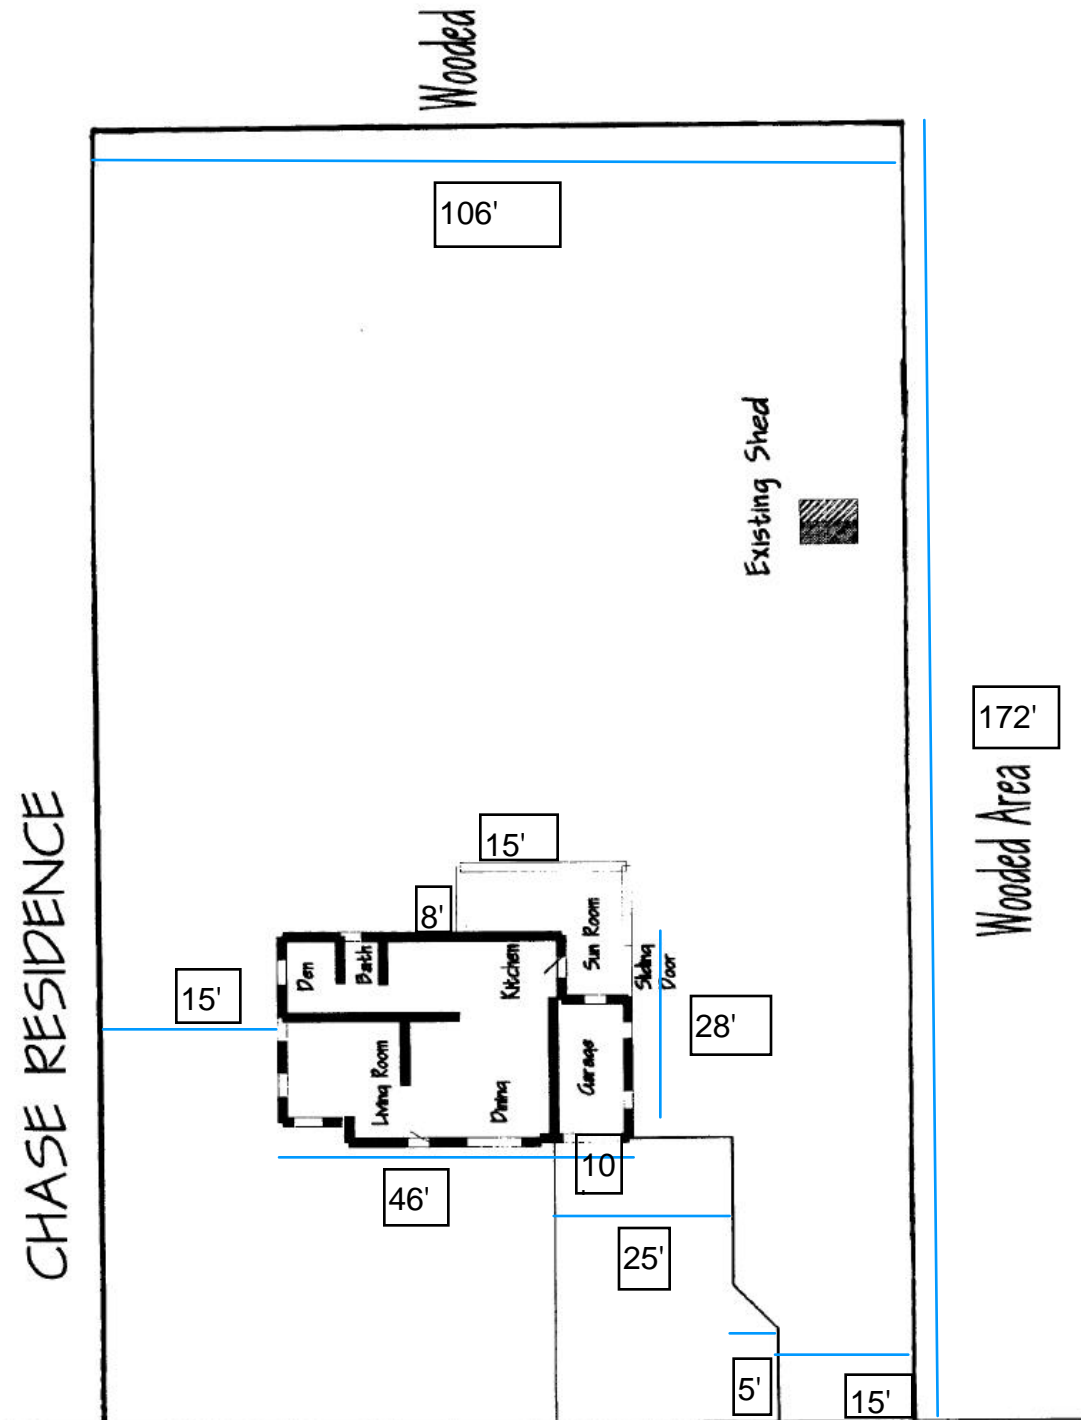 Wooded
106'
Existing Shed
172'
Wooded Area
CHASE RESIDENCE
15'
8'
15'
Den
Bath
Kitchen
Sun Room
Sliding
Door
28'
Living Room
Dining
Garage
10
46'
25'
5'
15'